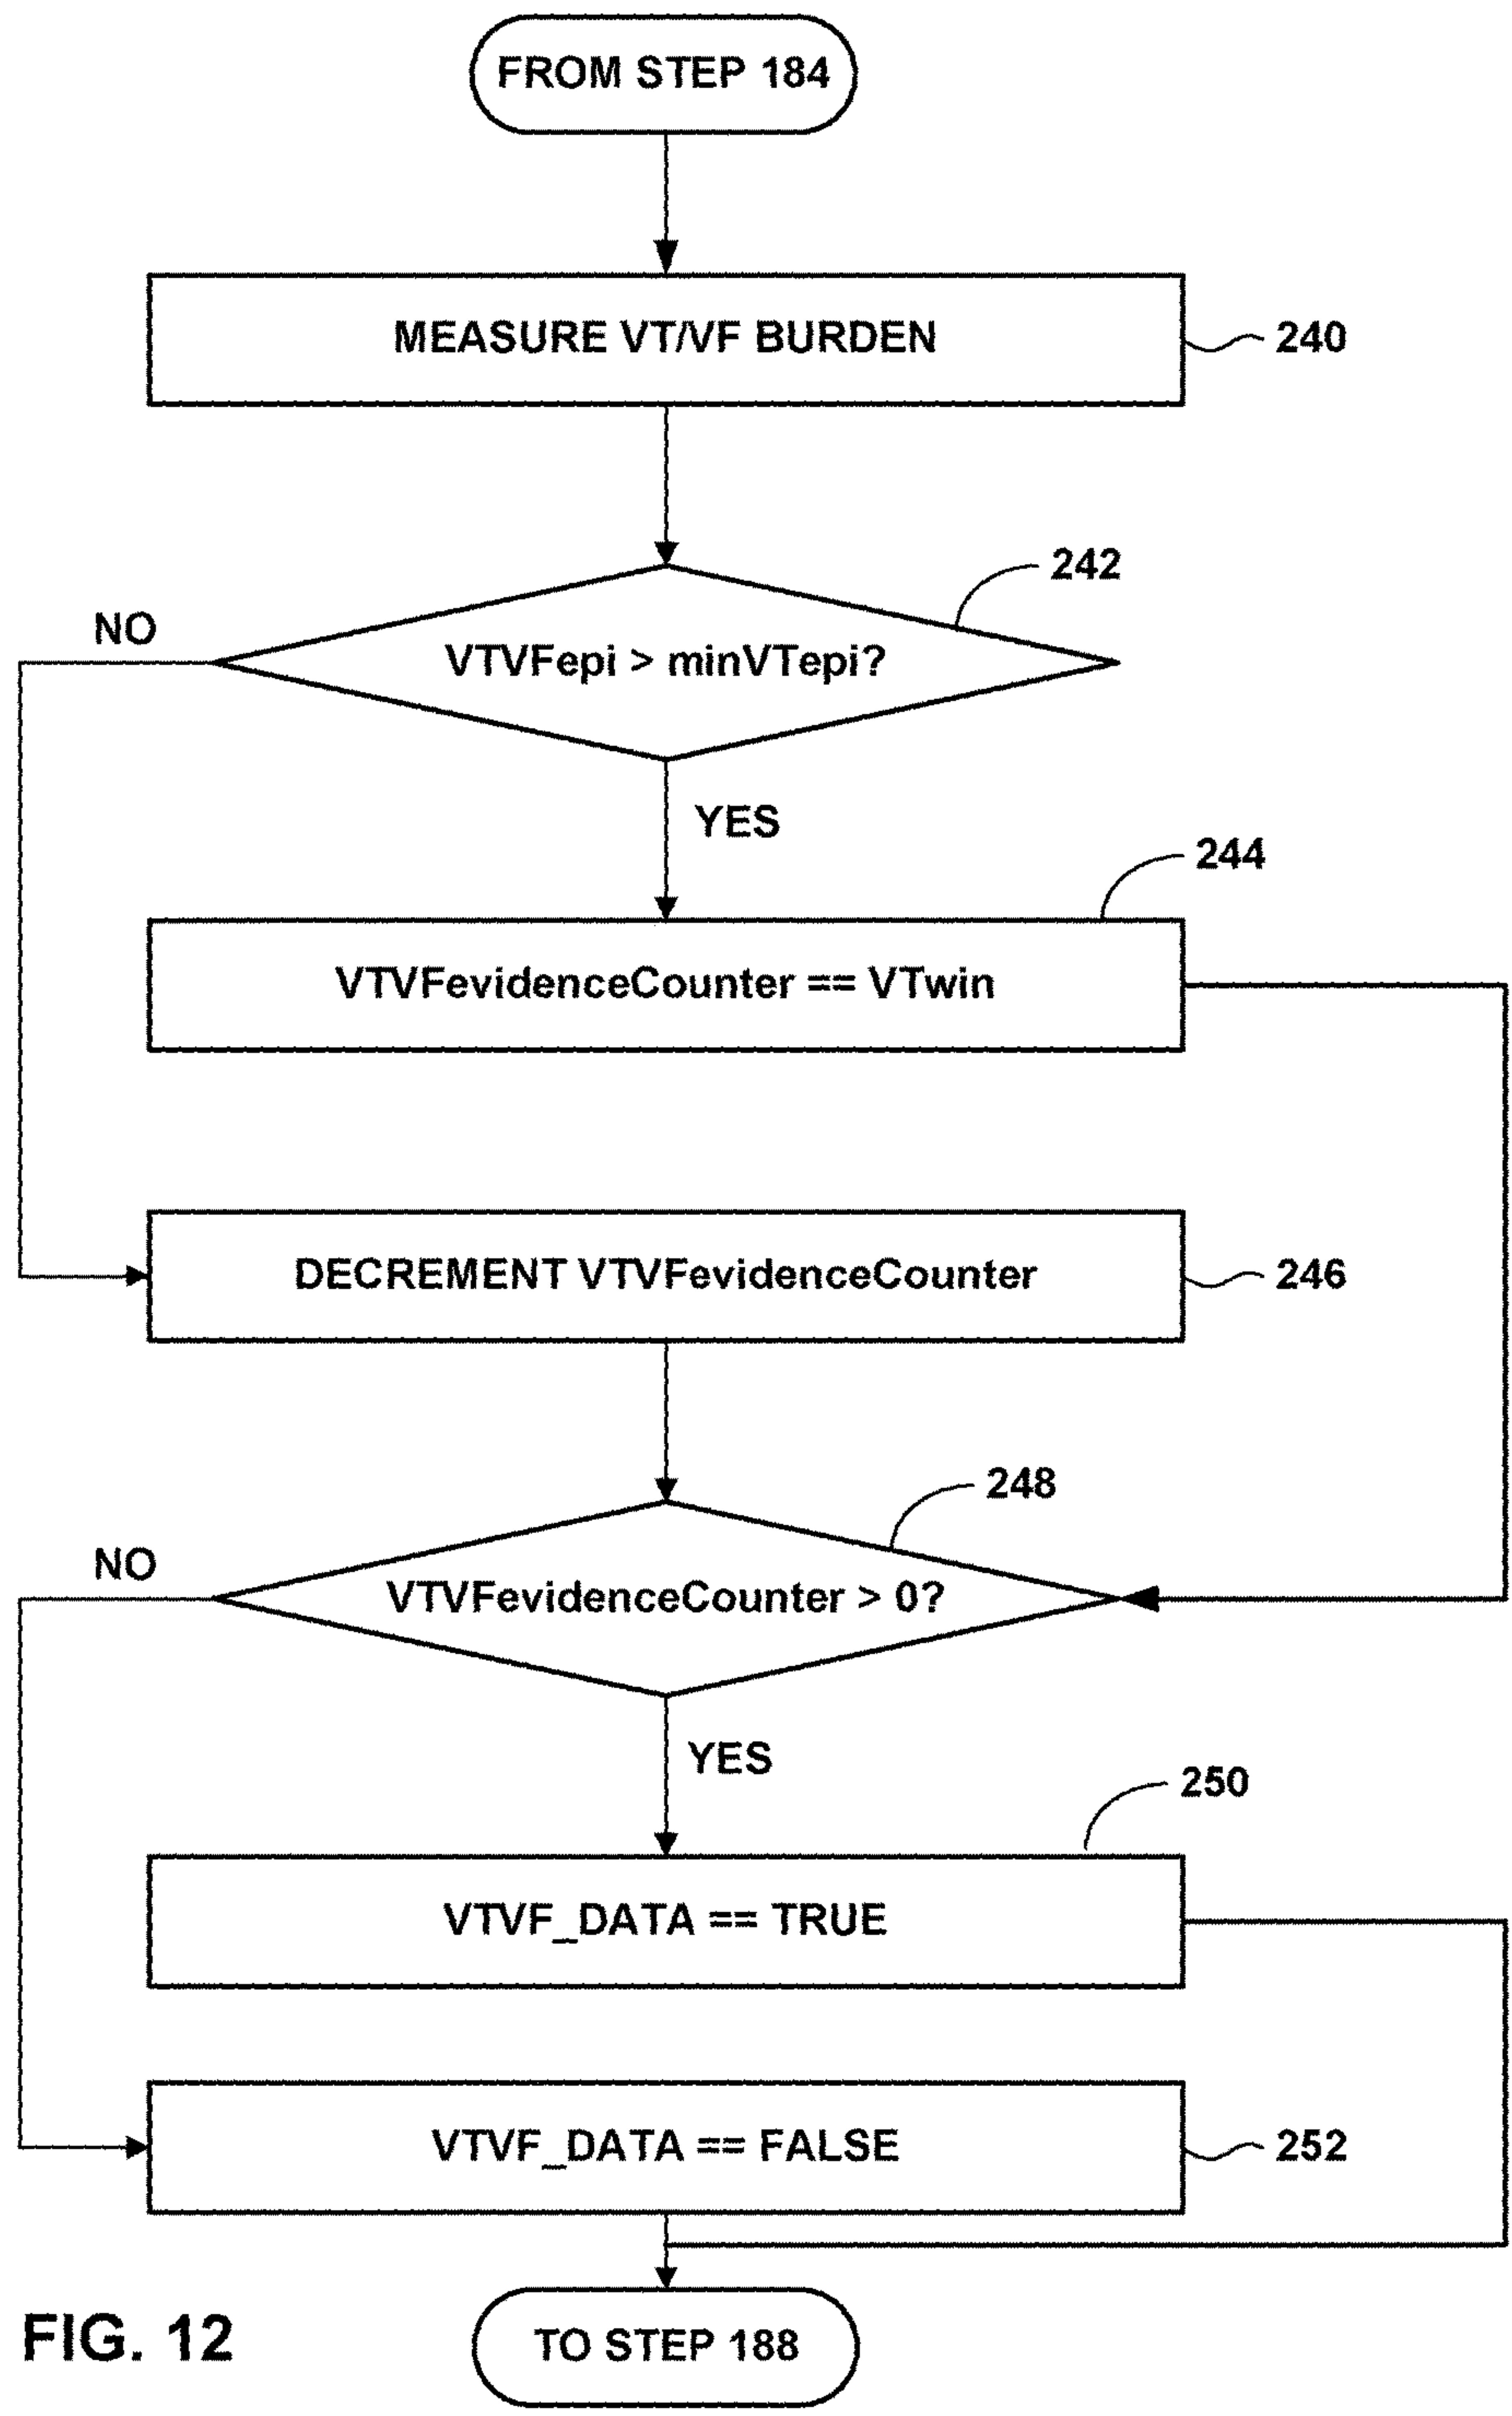 FROM STEP 184
MEASURE VT/VF BURDEN
240
242
NO
VTVFepi > minVTepi?
YES
244
VTVFevidenceCounter == VTwin
DECREMENT VTVFevidenceCounter
246
248
NO
VTVFevidenceCounter > 0?
YES
250
VTVF_DATA == TRUE
VTVF_DATA == FALSE
252
FIG. 12
TO STEP 188